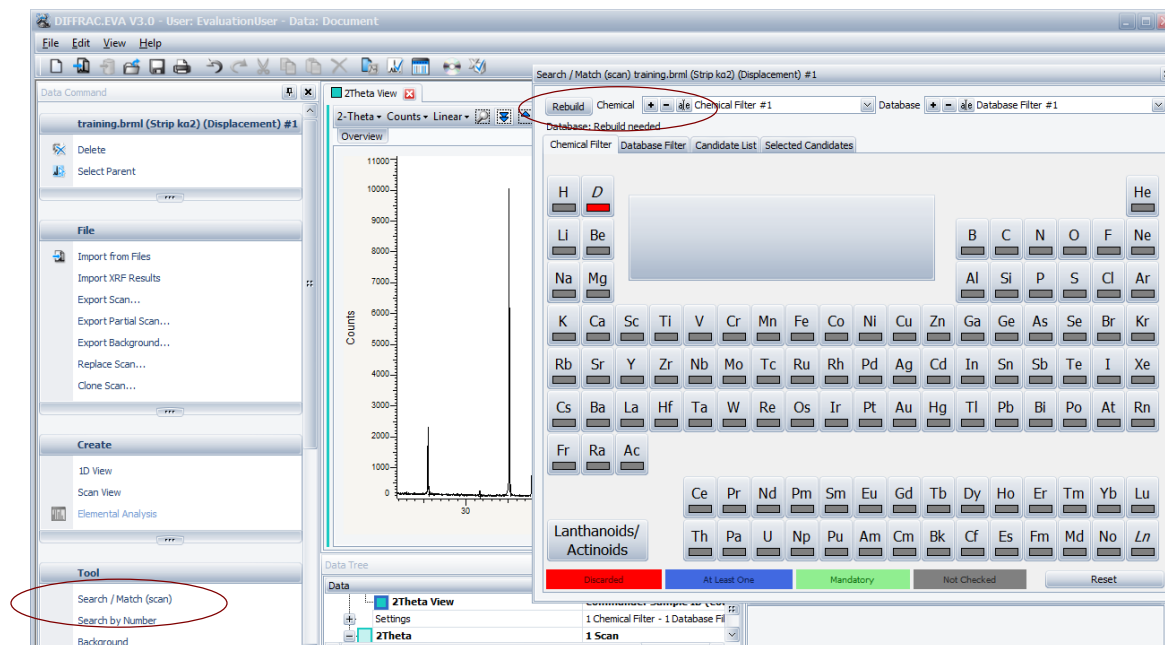 DIFFRAC.EVA V3.0 - User: EvaluationUser - Data: Document
File Edit View Help
Data Command
training.brml (Strip kα2) (Displacement) #1
Delete
Select Parent
File
Import from Files
Import XRF Results
Export Scan...
Export Partial Scan...
Export Background...
Replace Scan...
Clone Scan...
Create
1D View
Scan View
Elemental Analysis
Tool
Search / Match (scan)
Search by Number
Background
2Theta View
2-Theta Counts Linear
Overview
11000
10000
9000
8000
7000
6000
5000
4000
3000
2000
1000
0
Counts
30
Data Tree
Data
2Theta View Commander Sample ID
Settings 1 Chemical Filter - 1 Database Fil
2Theta 1 Scan
Search / Match (scan) training.brml (Strip kα2) (Displacement) #1
Rebuild Chemical + - a|e Chemical Filter #1 Database + - a|e Database Filter #1
Database: Rebuild needed
Chemical Filter Database Filter Candidate List Selected Candidates
H D He
Li Be B C N O F Ne
Na Mg Al Si P S Cl Ar
K Ca Sc Ti V Cr Mn Fe Co Ni Cu Zn Ga Ge As Se Br Kr
Rb Sr Y Zr Nb Mo Tc Ru Rh Pd Ag Cd In Sn Sb Te I Xe
Cs Ba La Hf Ta W Re Os Ir Pt Au Hg Tl Pb Bi Po At Rn
Fr Ra Ac
Ce Pr Nd Pm Sm Eu Gd Tb Dy Ho Er Tm Yb Lu
Lanthanoids/
Actinoids
Th Pa U Np Pu Am Cm Bk Cf Es Fm Md No Ln
Discarded At Least One Mandatory Not Checked Reset